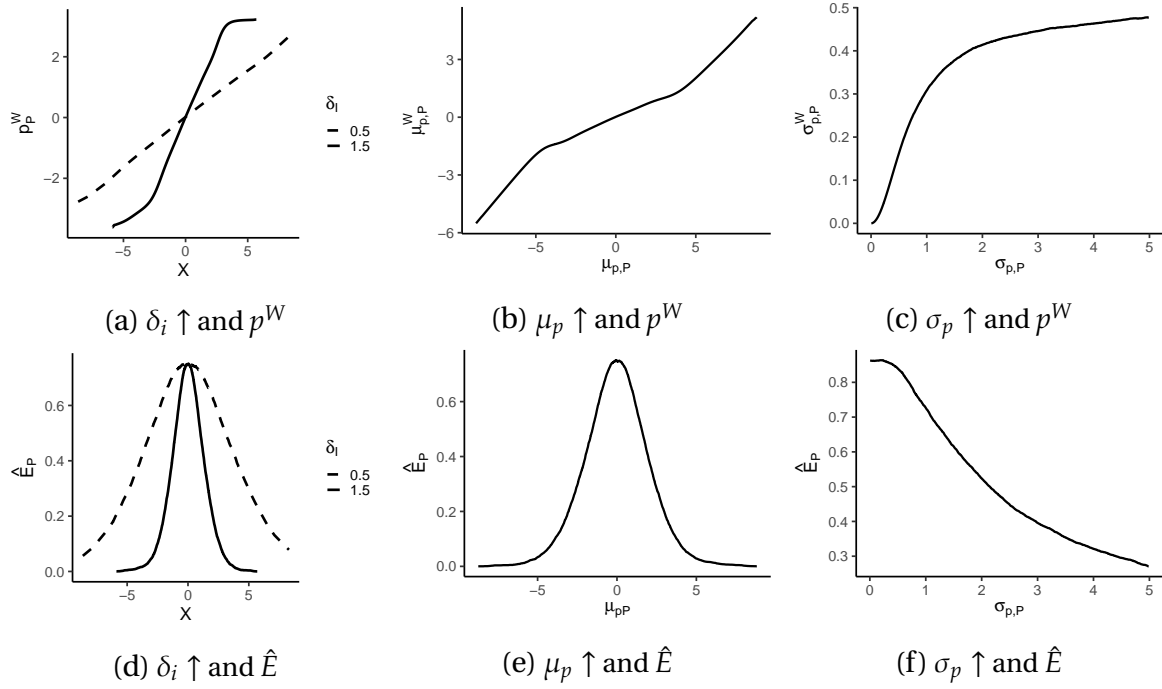 2
0
−2
−5
0
5
X
p_P^W
δ_I
0.5
1.5
(a) δ_i ↑ and p^W
3
0
−3
−6
−5
0
5
μ_{p,P}
μ_{p,P}^W
(b) μ_p ↑ and p^W
0.5
0.4
0.3
0.2
0.1
0.0
0
1
2
3
4
5
σ_{p,P}
σ_{p,P}^W
(c) σ_p ↑ and p^W
0.6
0.4
0.2
0.0
−5
0
5
X
Ê_P
δ_I
0.5
1.5
(d) δ_i ↑ and Ê
0.6
0.4
0.2
0.0
−5
0
5
μ_{pP}
Ê_P
(e) μ_p ↑ and Ê
0.8
0.7
0.6
0.5
0.4
0.3
0
1
2
3
4
5
σ_{p,P}
Ê_P
(f) σ_p ↑ and Ê